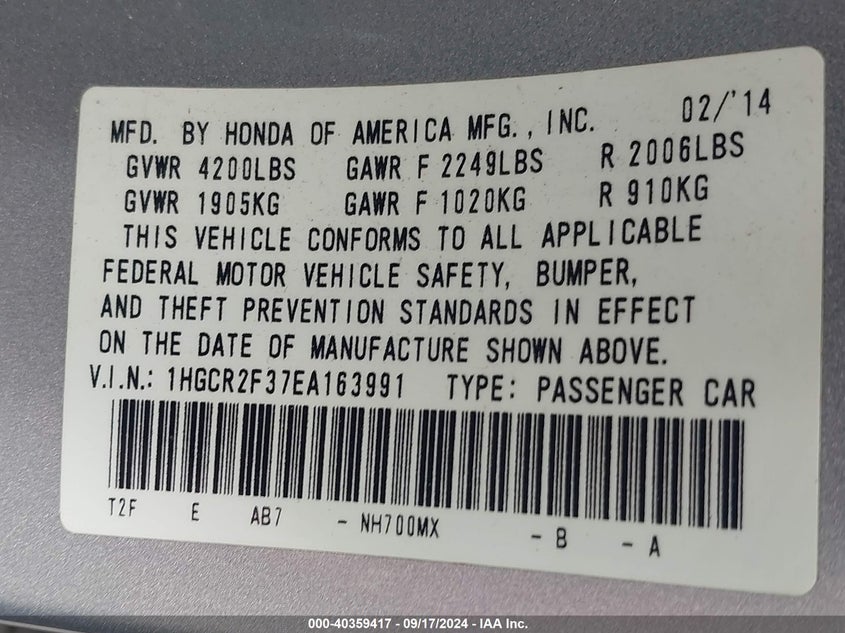 MFD. BY HONDA OF AMERICA MFG., INC. 02/'14
GVWR 4200LBS GAWR F 2249LBS R 2006LBS
GVWR 1905KG GAWR F 1020KG R 910KG
THIS VEHICLE CONFORMS TO ALL APPLICABLE
FEDERAL MOTOR VEHICLE SAFETY, BUMPER,
AND THEFT PREVENTION STANDARDS IN EFFECT
ON THE DATE OF MANUFACTURE SHOWN ABOVE.
V.I.N.: 1HGCR2F37EA163991 TYPE: PASSENGER CAR
T2F E AB7 - NH700MX - B - A
000-40359417 - 09/17/2024 - IAA Inc.